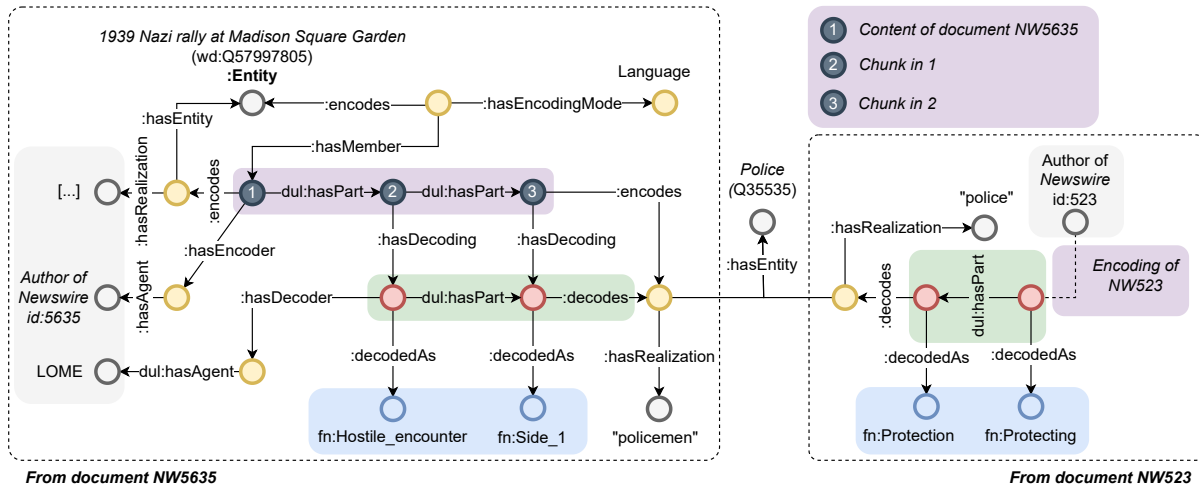 1939 Nazi rally at Madison Square Garden
(wd:Q57997805)
:Entity
Language
:encodes
:hasEncodingMode
:hasEntity
:hasMember
[...]
:hasRealization
:encodes
1
dul:hasPart
2
dul:hasPart
3
:encodes
:hasEncoder
:hasDecoding
:hasDecoding
Author of
Newswire
id:5635
:hasAgent
:hasDecoder
dul:hasPart
:decodes
LOME
dul:hasAgent
:decodedAs
:decodedAs
:hasRealization
fn:Hostile_encounter
fn:Side_1
"policemen"
From document NW5635
Police
(Q35535)
:hasEntity
1 Content of document NW5635
2 Chunk in 1
3 Chunk in 2
"police"
Author of
Newswire
id:523
:hasRealization
:decodes
dul:hasPart
Encoding of
NW523
:decodedAs
:decodedAs
fn:Protection
fn:Protecting
From document NW523